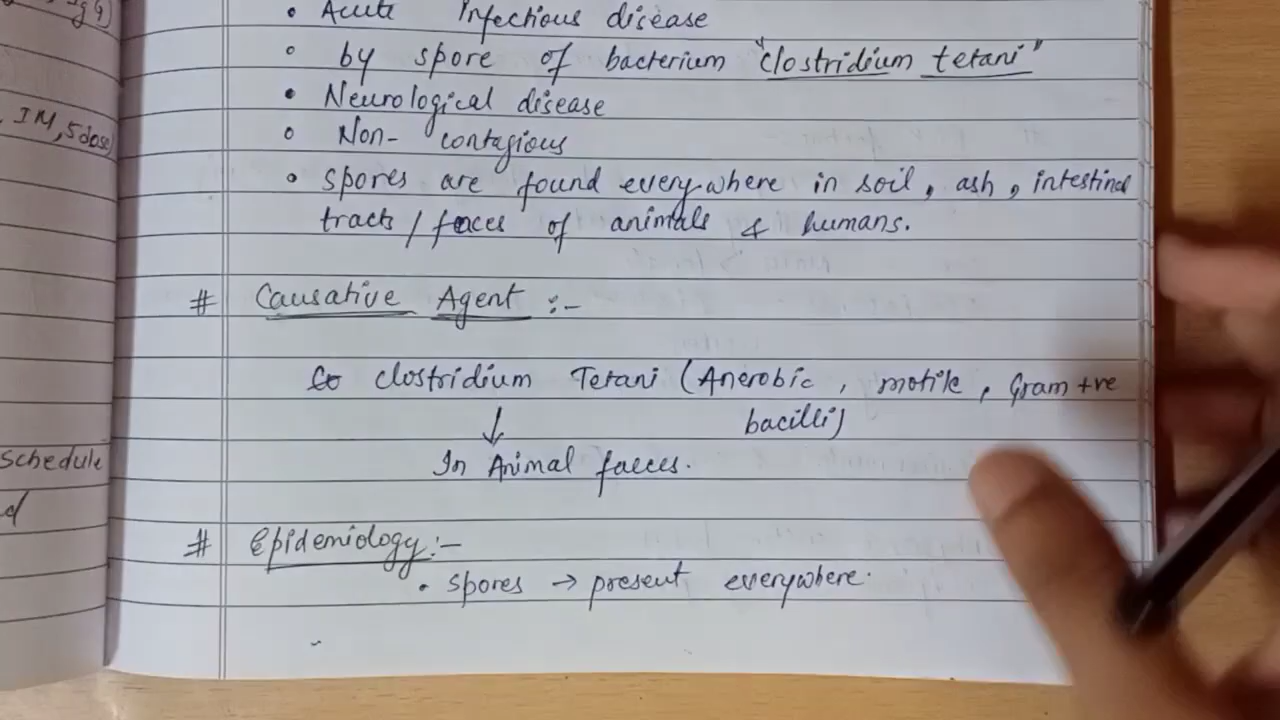 , IM, 5 dose)
schedule
d
• Acute Infectious disease
• by spore of bacterium "clostridium tetani"
• Neurological disease
• Non- contagious
• spores are found everywhere in soil, ash, intestinal
tracts / faces of animals & humans.
# Causative Agent :-
clostridium Tetani (Anerobic, motile, Gram +ve
bacilli)
↓
In Animal faeces.
# Epidemiology :-
• spores → present everywhere.